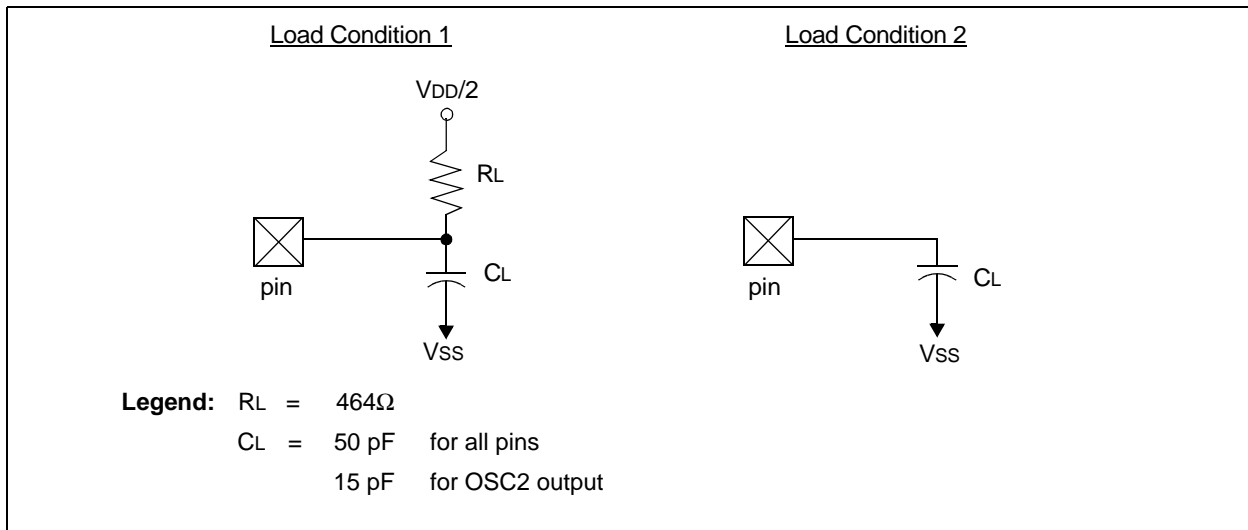 Load Condition 1
VDD/2
RL
CL
pin
VSS
Load Condition 2
pin
CL
VSS
Legend: RL = 464Ω
CL = 50 pF for all pins
15 pF for OSC2 output